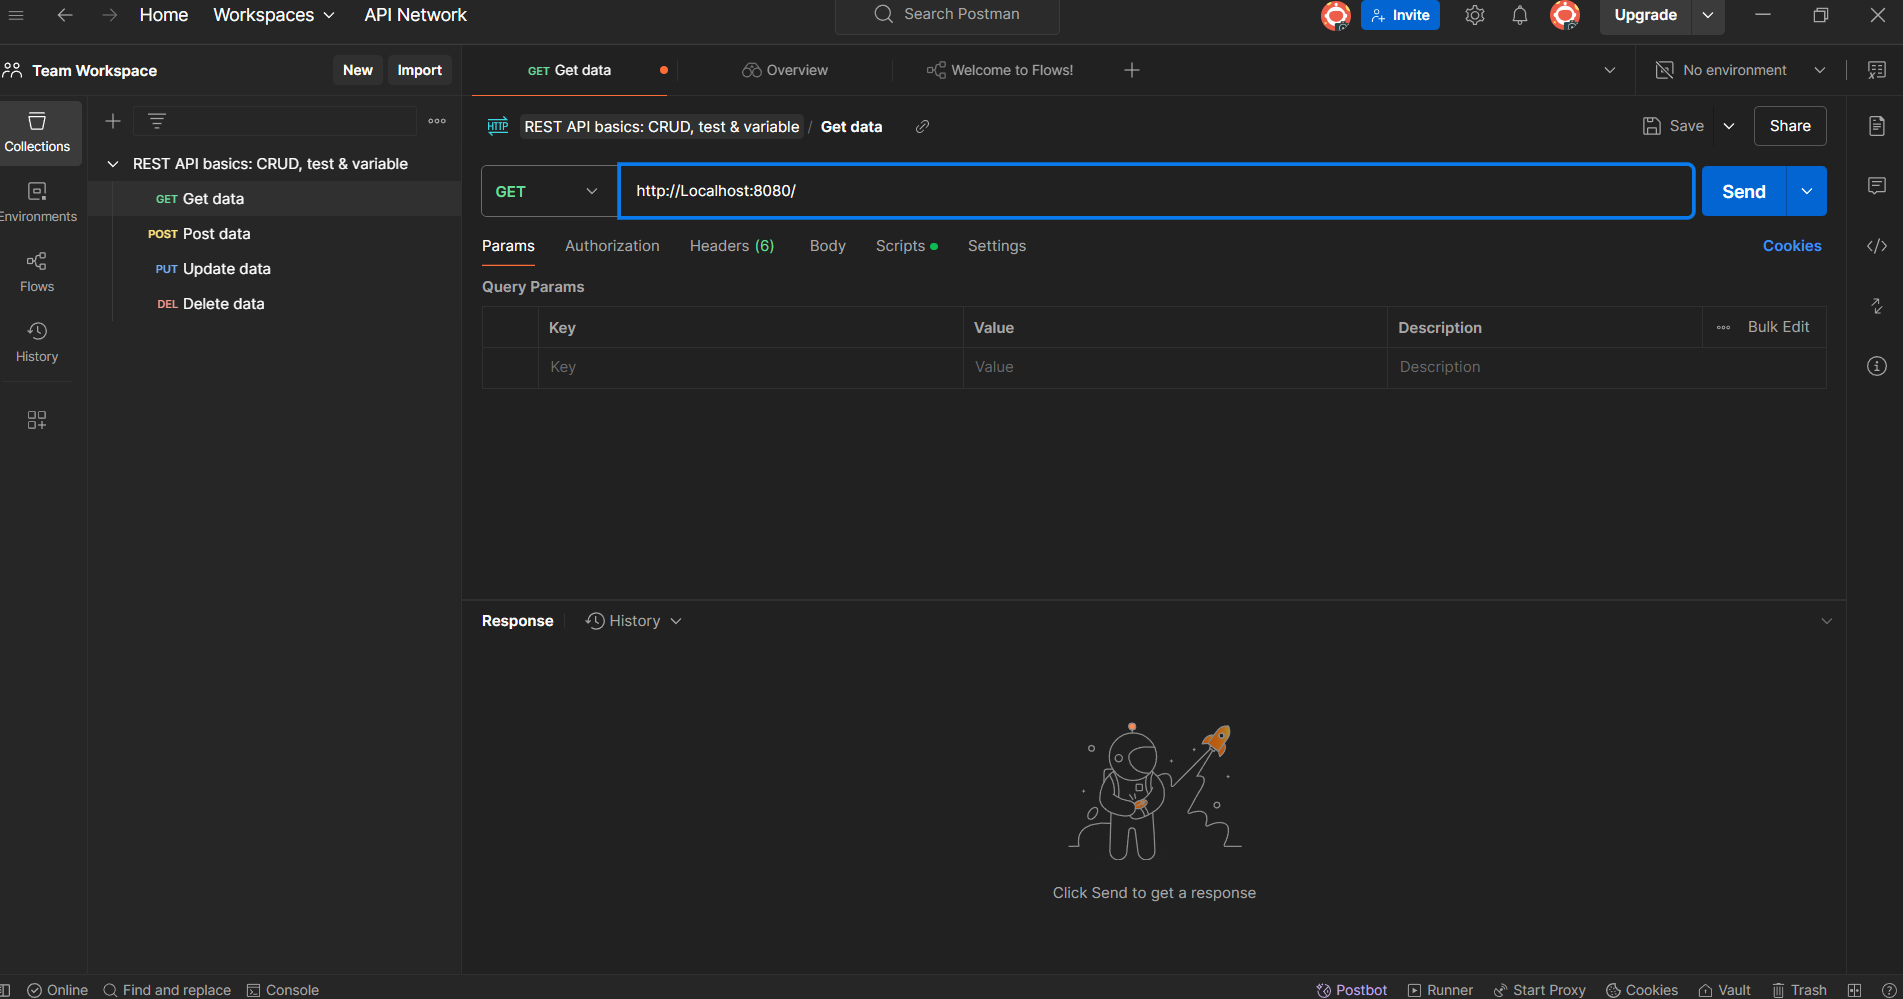 Home Workspaces API Network Search Postman Invite Upgrade
Team Workspace New Import GET Get data Overview Welcome to Flows! No environment
Collections
Environments
Flows
History
REST API basics: CRUD, test & variable
GET Get data
POST Post data
PUT Update data
DEL Delete data
HTTP REST API basics: CRUD, test & variable / Get data Save Share
GET http://Localhost:8080/ Send
Params Authorization Headers (6) Body Scripts Settings Cookies
Query Params
Key Value Description Bulk Edit
Key Value Description
Response History
Click Send to get a response
Online Find and replace Console Postbot Runner Start Proxy Cookies Vault Trash